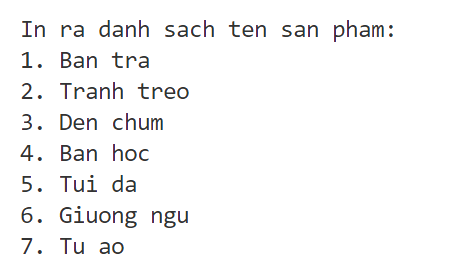 In ra danh sach ten san pham:
1. Ban tra
2. Tranh treo
3. Den chum
4. Ban hoc
5. Tui da
6. Giuong ngu
7. Tu ao